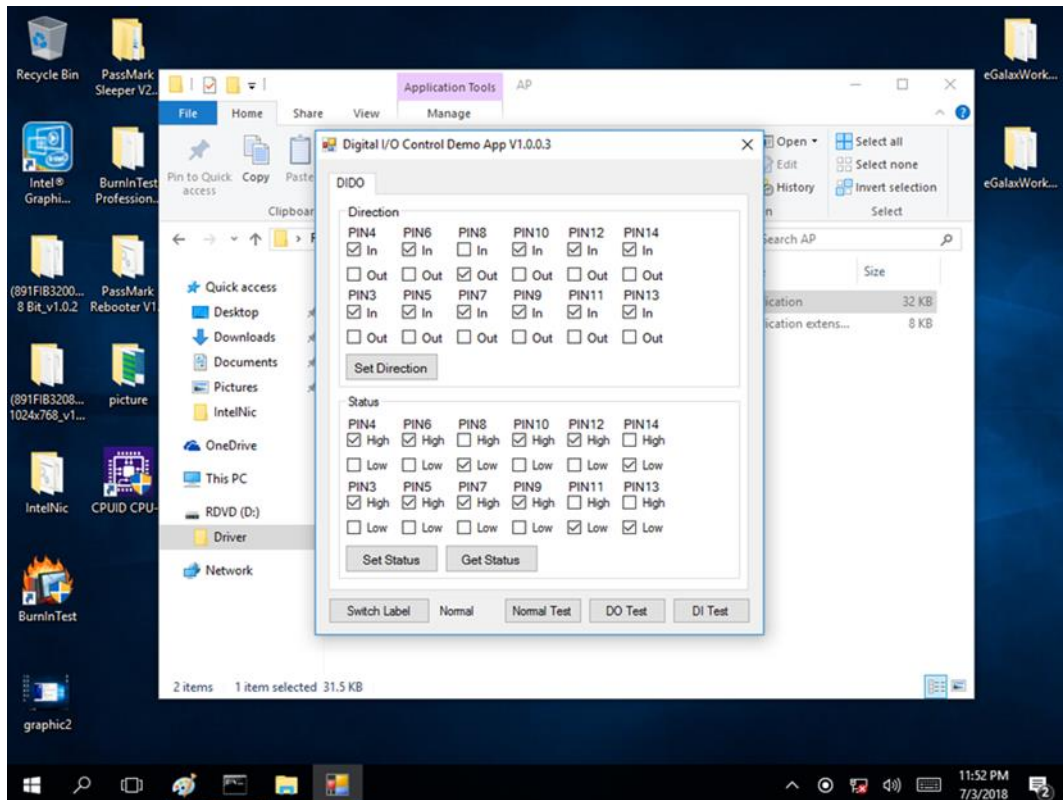 Recycle Bin
PassMark
Sleeper V2..
Intel®
Graphi...
BurnInTest
Profession..
(891FIB3200...
8 Bit_v1.0.2
PassMark
Rebooter V1.
(891FIB3208...
1024x768_v1...
picture
IntelNic
CPUID CPU-
BurnInTest
graphic2
eGalaxWork...
eGalaxWork...
Application Tools
AP
File Home Share View Manage
Pin to Quick
access
Copy
Paste
Clipboar
Open
Edit
History
Select all
Select none
Invert selection
Select
Search AP
Size
ication 32 KB
ication extens... 8 KB
Quick access
Desktop
Downloads
Documents
Pictures
IntelNic
OneDrive
This PC
RDVD (D:)
Driver
Network
2 items 1 item selected 31.5 KB
Digital I/O Control Demo App V1.0.0.3
DIDO
Direction
PIN4 PIN6 PIN8 PIN10 PIN12 PIN14
In In In In In In
Out Out Out Out Out Out
PIN3 PIN5 PIN7 PIN9 PIN11 PIN13
In In In In In In
Out Out Out Out Out Out
Set Direction
Status
PIN4 PIN6 PIN8 PIN10 PIN12 PIN14
High High High High High High
Low Low Low Low Low Low
PIN3 PIN5 PIN7 PIN9 PIN11 PIN13
High High High High High High
Low Low Low Low Low Low
Set Status Get Status
Switch Label Normal Normal Test DO Test DI Test
11:52 PM
7/3/2018
2